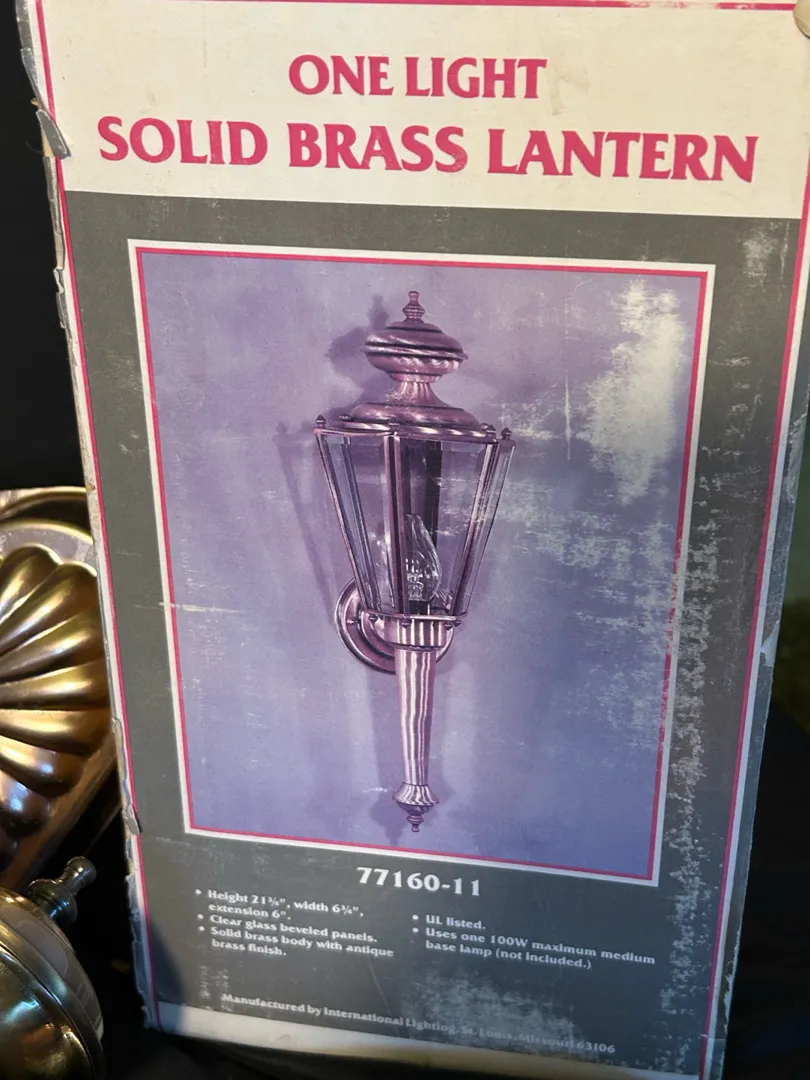 ONE LIGHT
SOLID BRASS LANTERN
77160-11
• Height 21¾", width 6¾",
extension 6".
• Clear glass beveled panels.
• Solid brass body with antique
brass finish.
• UL listed.
• Uses one 100W maximum medium
base lamp (not included.)
Manufactured by International Lighting, St. Louis, Missouri 63106